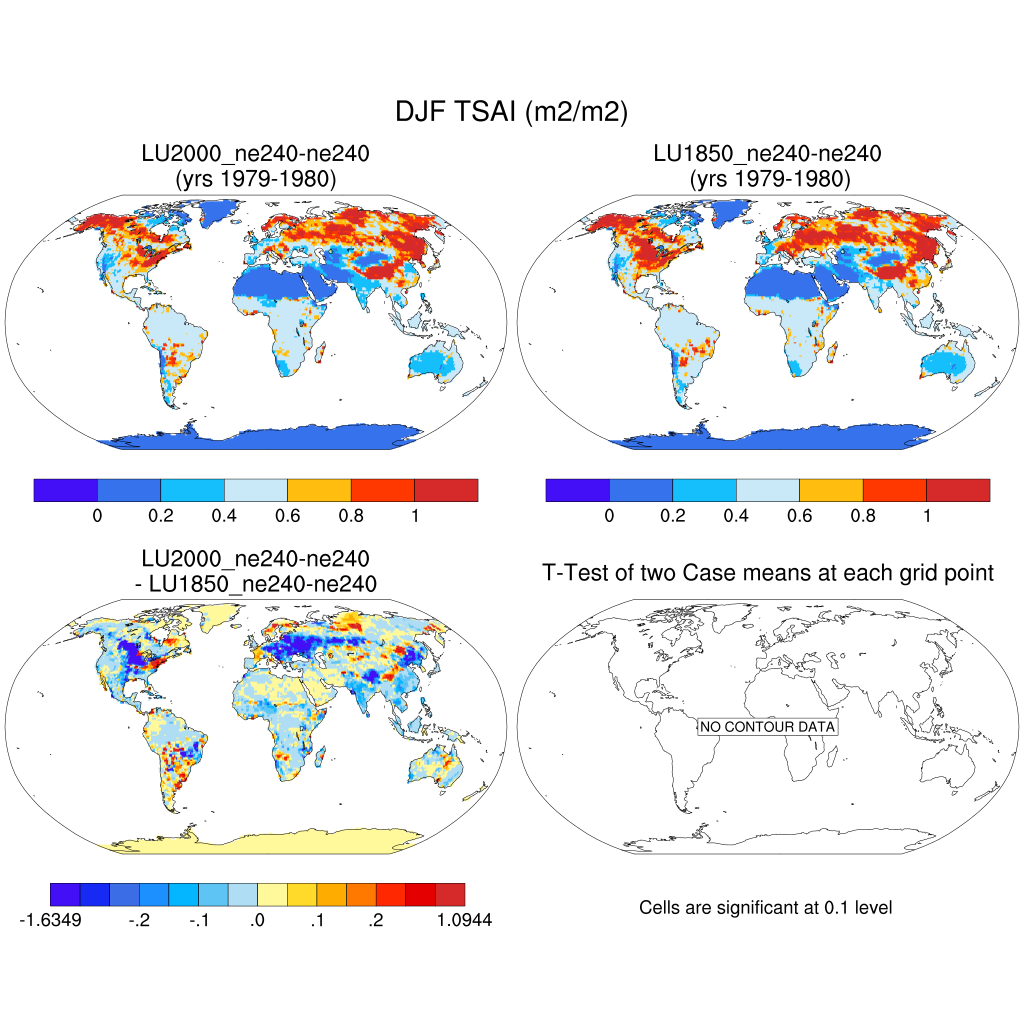 DJF TSAI (m2/m2)
LU2000_ne240-ne240
(yrs 1979-1980)
LU1850_ne240-ne240
(yrs 1979-1980)
0 0.2 0.4 0.6 0.8 1
0 0.2 0.4 0.6 0.8 1
LU2000_ne240-ne240
- LU1850_ne240-ne240
T-Test of two Case means at each grid point
NO CONTOUR DATA
-1.6349 -.2 -.1 .0 .1 .2 1.0944
Cells are significant at 0.1 level